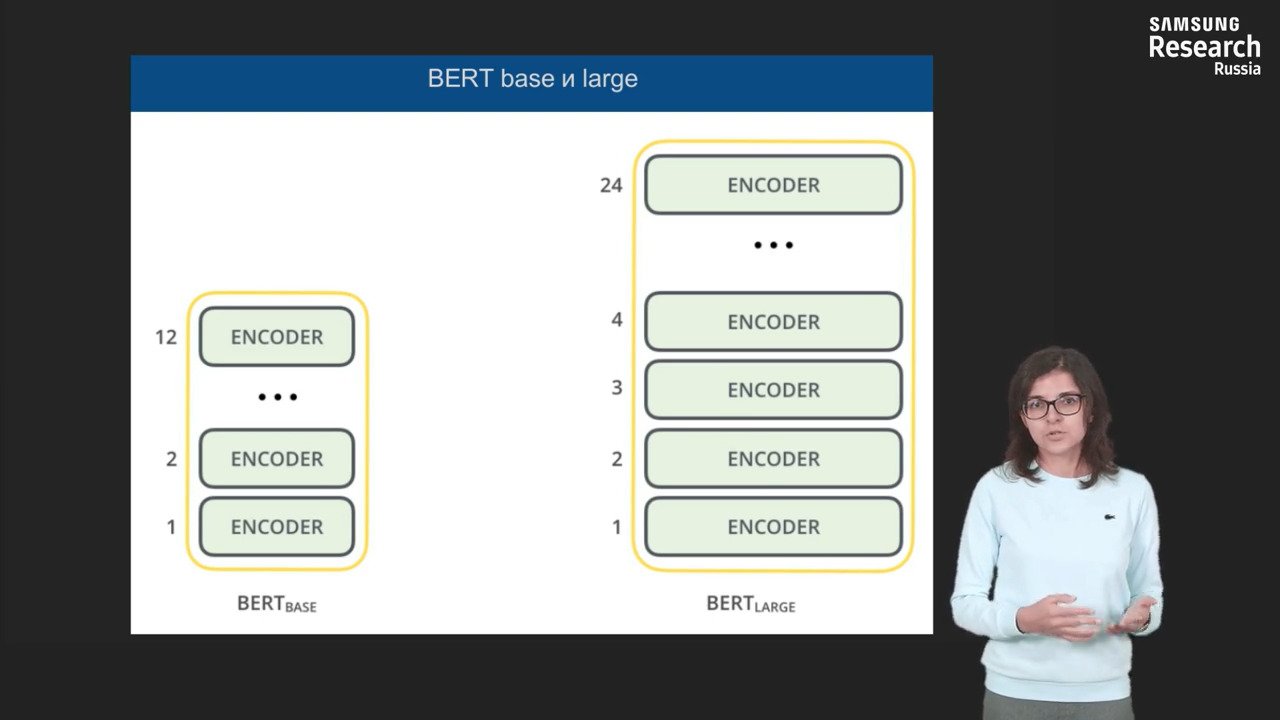 SAMSUNG
Research
Russia
BERT base и large
24 ENCODER
...
4 ENCODER
3 ENCODER
2 ENCODER
1 ENCODER
BERT LARGE
12 ENCODER
...
2 ENCODER
1 ENCODER
BERT BASE